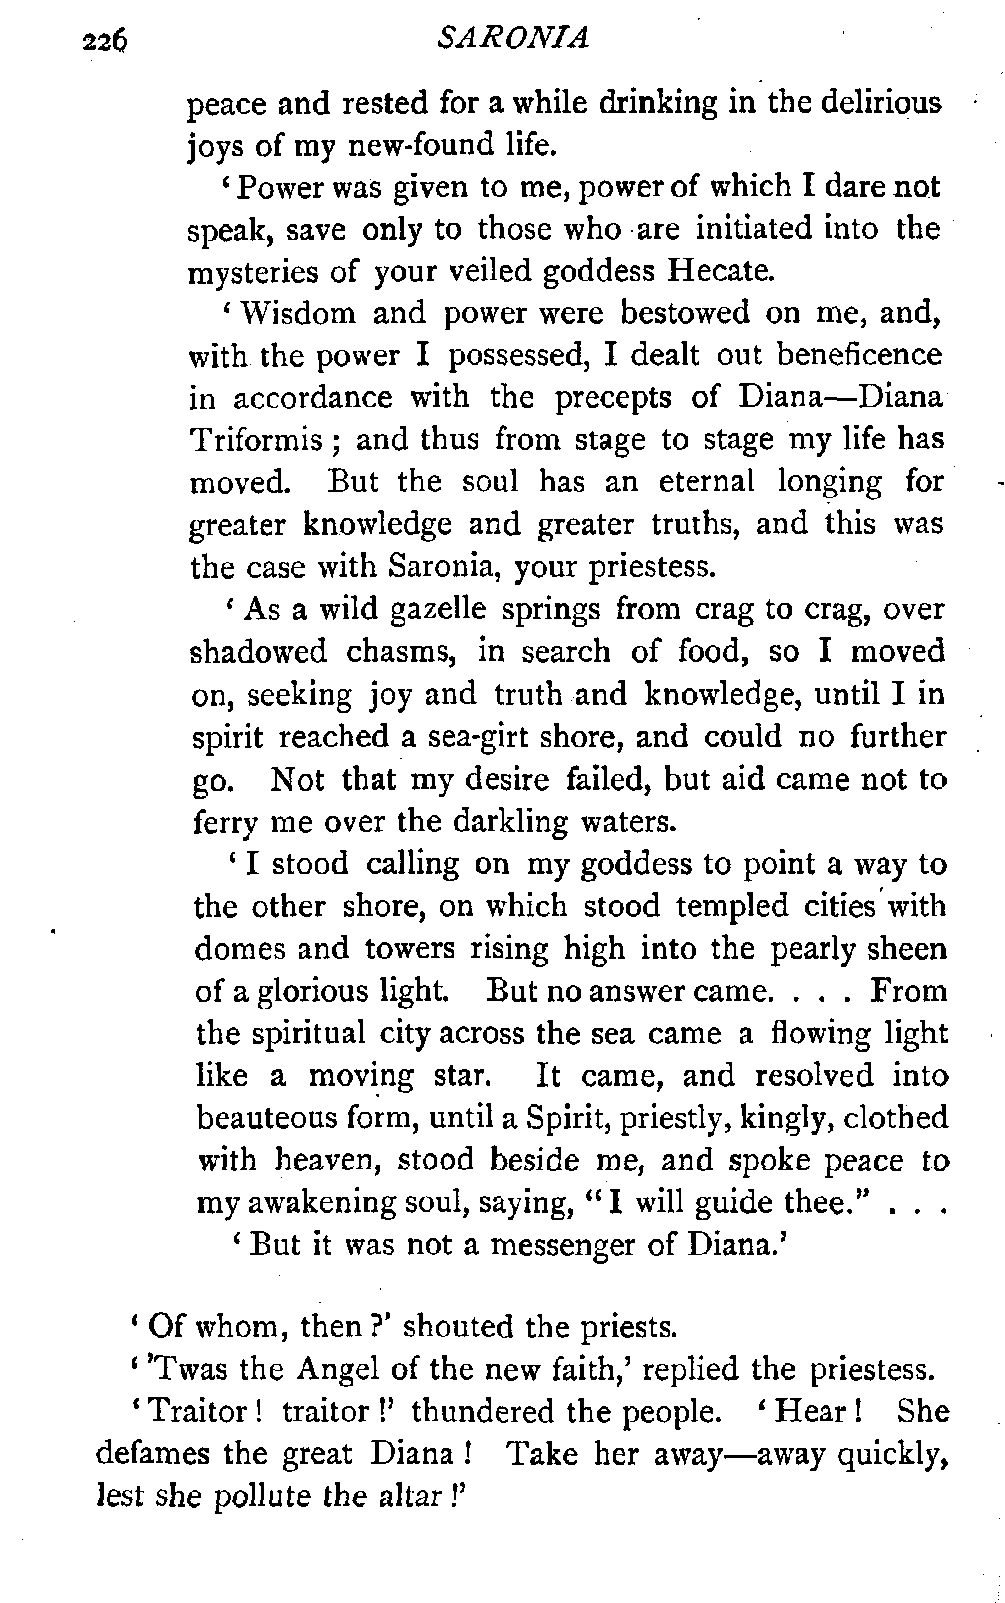 226 SARONIA
peace and rested for a while drinking in the delirious
joys of my new-found life.
‘Power was given to me, power of which I dare not
speak, save only to those who are initiated into the
mysteries of your veiled goddess Hecate.
‘Wisdom and power were bestowed on me, and,
with the power I possessed, I dealt out beneficence
in accordance with the precepts of Diana—Diana
Triformis; and thus from stage to stage my life has
moved. But the soul has an eternal longing for
greater knowledge and greater truths, and this was
the case with Saronia, your priestess.
‘As a wild gazelle springs from crag to crag, over
shadowed chasms, in search of food, so I moved
on, seeking joy and truth and knowledge, until I in
spirit reached a sea-girt shore, and could no further
go. Not that my desire failed, but aid came not to
ferry me over the darkling waters.
‘I stood calling on my goddess to point a way to
the other shore, on which stood templed cities with
domes and towers rising high into the pearly sheen
of a glorious light. But no answer came. . . . From
the spiritual city across the sea came a flowing light
like a moving star. It came, and resolved into
beauteous form, until a Spirit, priestly, kingly, clothed
with heaven, stood beside me, and spoke peace to
my awakening soul, saying, “I will guide thee.” . . .
‘But it was not a messenger of Diana.’
‘Of whom, then?’ shouted the priests.
‘’Twas the Angel of the new faith,’ replied the priestess.
‘Traitor! traitor!’ thundered the people. ‘Hear! She
defames the great Diana! Take her away—away quickly,
lest she pollute the altar!’